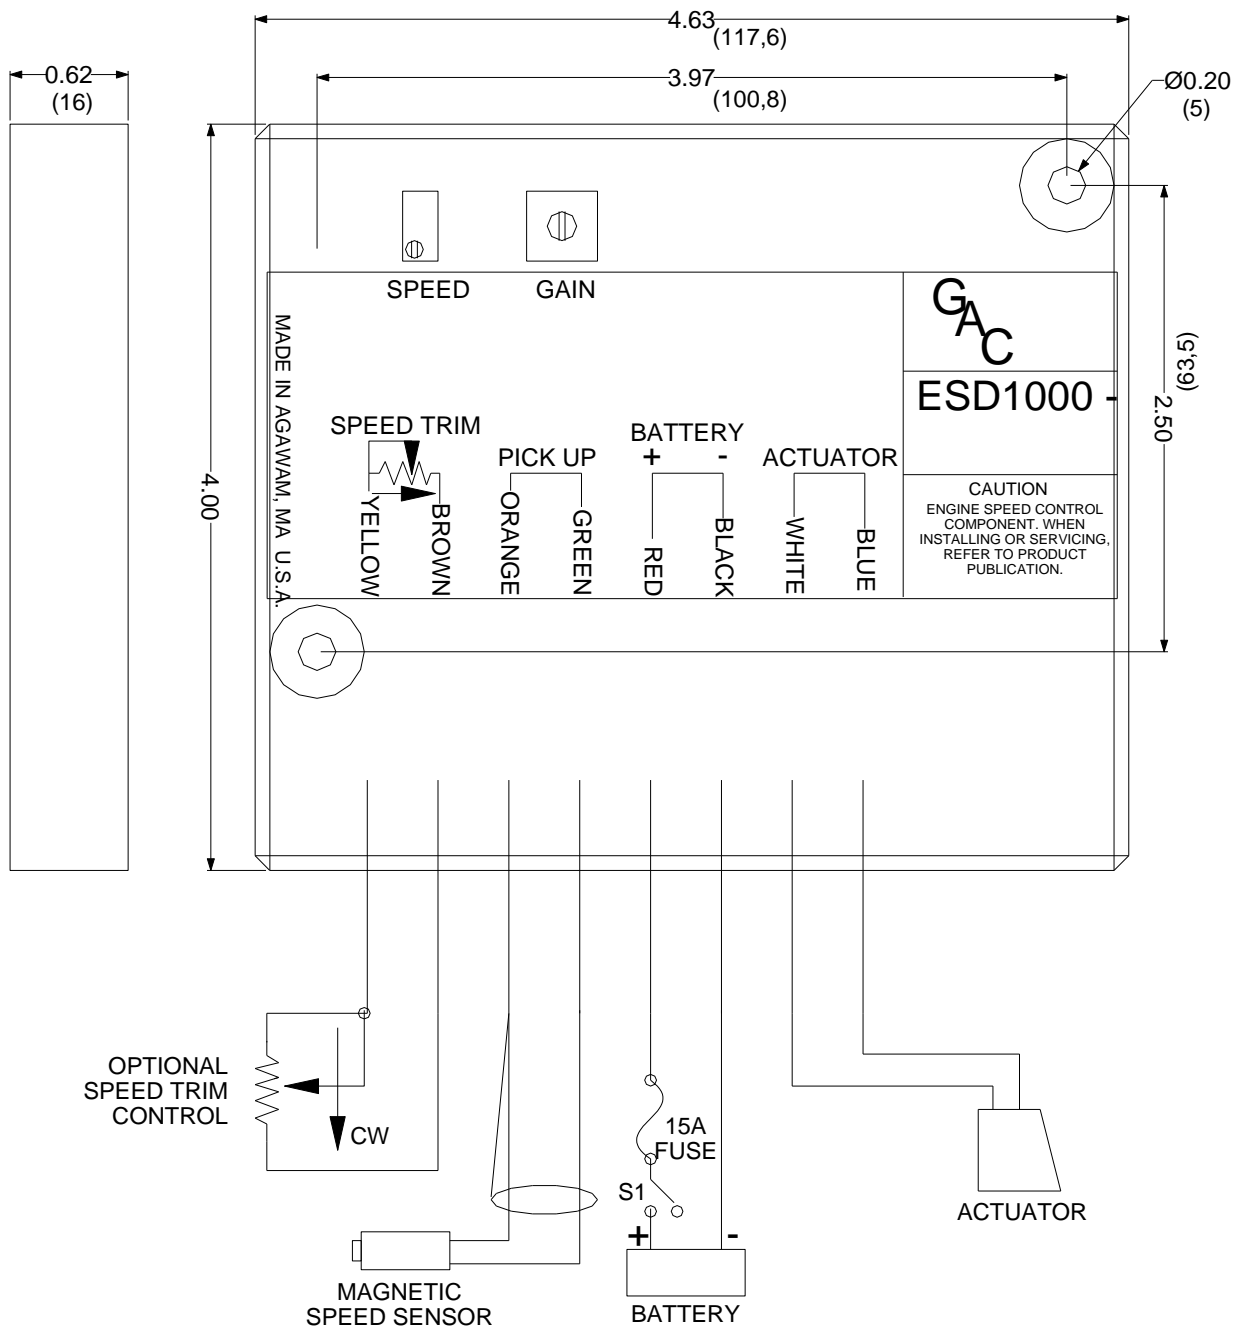 4.63
(117,6)
0.62
(16)
3.97
(100,8)
Ø0.20
(5)
SPEED
GAIN
GAC
ESD1000 -
MADE IN AGAWAM, MA U.S.A.
SPEED TRIM
PICK UP
BATTERY
+ -
ACTUATOR
YELLOW
BROWN
ORANGE
GREEN
RED
BLACK
WHITE
BLUE
CAUTION
ENGINE SPEED CONTROL
COMPONENT. WHEN
INSTALLING OR SERVICING,
REFER TO PRODUCT
PUBLICATION.
4.00
2.50
(63,5)
OPTIONAL
SPEED TRIM
CONTROL
CW
15A
FUSE
S1
+ -
BATTERY
MAGNETIC
SPEED SENSOR
ACTUATOR